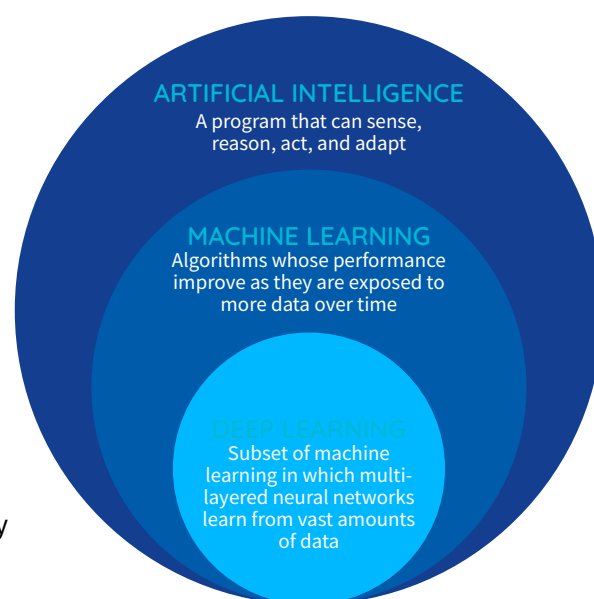 ARTIFICIAL INTELLIGENCE
A program that can sense,
reason, act, and adapt
MACHINE LEARNING
Algorithms whose performance
improve as they are exposed to
more data over time
DEEP LEARNING
Subset of machine
learning in which multi-
layered neural networks
learn from vast amounts
of data
y